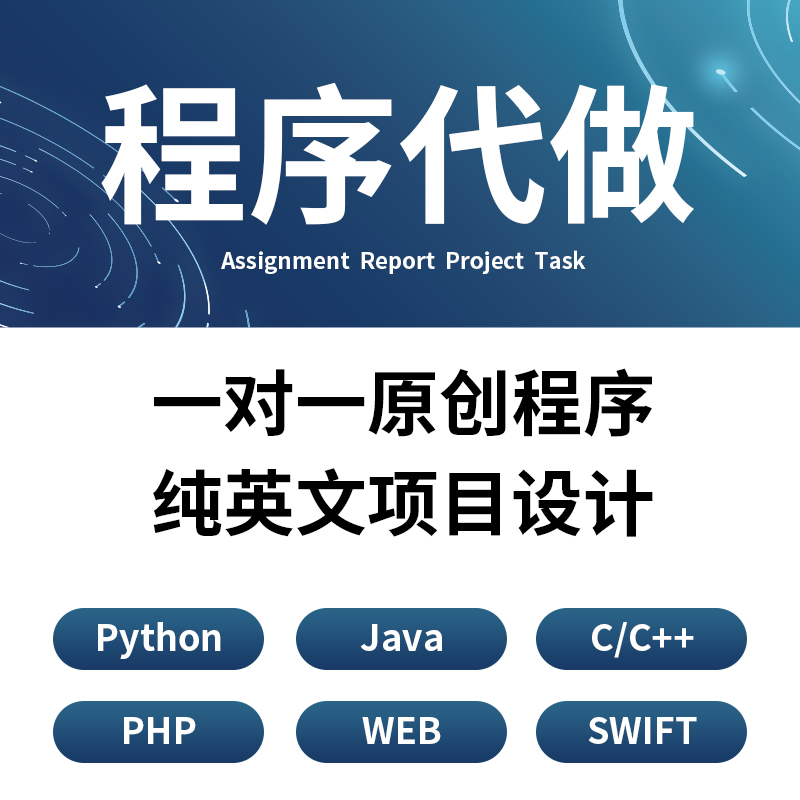 程序代做
Assignment Report Project Task
一对一原创程序
纯英文项目设计
Python Java C/C++
PHP WEB SWIFT